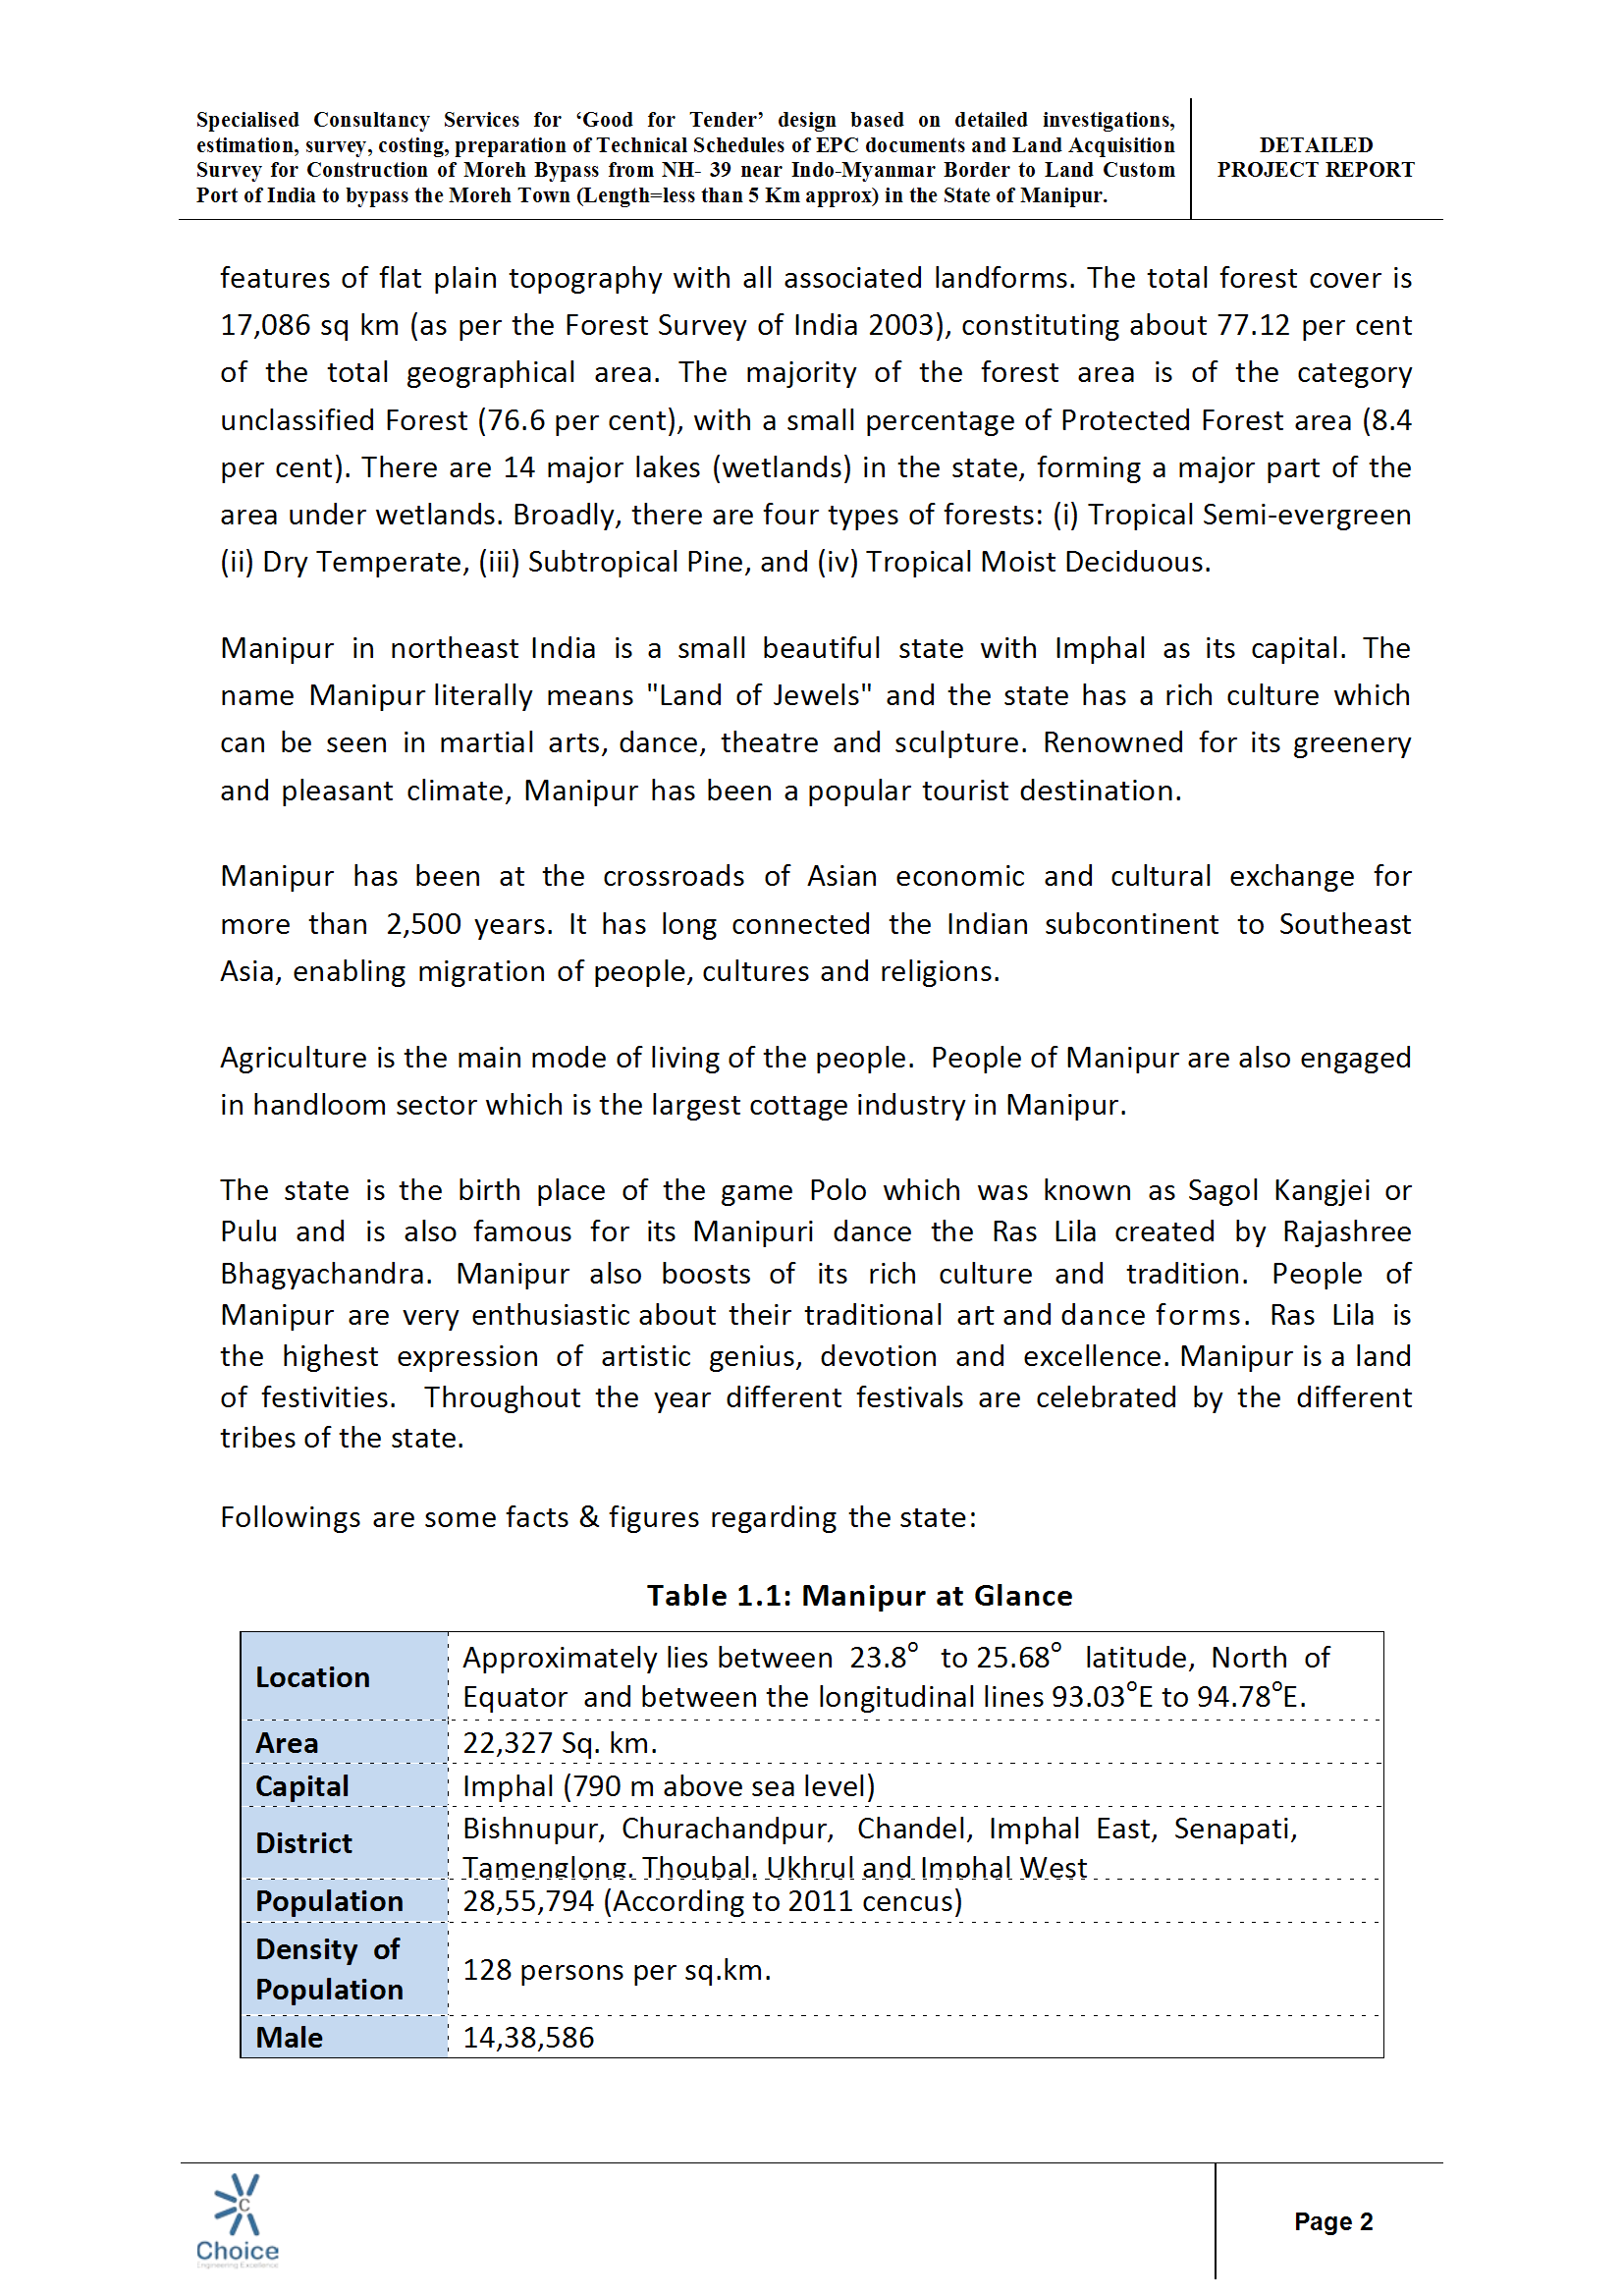 Specialised Consultancy Services for ‘Good for Tender’ design based on detailed investigations,
estimation, survey, costing, preparation of Technical Schedules of EPC documents and Land Acquisition
Survey for Construction of Moreh Bypass from NH- 39 near Indo-Myanmar Border to Land Custom
Port of India to bypass the Moreh Town (Length=less than 5 Km approx) in the State of Manipur.
DETAILED
PROJECT REPORT
features of flat plain topography with all associated landforms. The total forest cover is
17,086 sq km (as per the Forest Survey of India 2003), constituting about 77.12 per cent
of the total geographical area. The majority of the forest area is of the category
unclassified Forest (76.6 per cent), with a small percentage of Protected Forest area (8.4
per cent). There are 14 major lakes (wetlands) in the state, forming a major part of the
area under wetlands. Broadly, there are four types of forests: (i) Tropical Semi-evergreen
(ii) Dry Temperate, (iii) Subtropical Pine, and (iv) Tropical Moist Deciduous.
Manipur in northeast India is a small beautiful state with Imphal as its capital. The
name Manipur literally means "Land of Jewels" and the state has a rich culture which
can be seen in martial arts, dance, theatre and sculpture. Renowned for its greenery
and pleasant climate, Manipur has been a popular tourist destination.
Manipur has been at the crossroads of Asian economic and cultural exchange for
more than 2,500 years. It has long connected the Indian subcontinent to Southeast
Asia, enabling migration of people, cultures and religions.
Agriculture is the main mode of living of the people. People of Manipur are also engaged
in handloom sector which is the largest cottage industry in Manipur.
The state is the birth place of the game Polo which was known as Sagol Kangjei or
Pulu and is also famous for its Manipuri dance the Ras Lila created by Rajashree
Bhagyachandra. Manipur also boosts of its rich culture and tradition. People of
Manipur are very enthusiastic about their traditional art and dance forms. Ras Lila is
the highest expression of artistic genius, devotion and excellence. Manipur is a land
of festivities. Throughout the year different festivals are celebrated by the different
tribes of the state.
Followings are some facts & figures regarding the state:
Table 1.1: Manipur at Glance
Location
Approximately lies between 23.8° to 25.68° latitude, North of
Equator and between the longitudinal lines 93.03°E to 94.78°E.
Area
22,327 Sq. km.
Capital
Imphal (790 m above sea level)
District
Bishnupur, Churachandpur, Chandel, Imphal East, Senapati,
Tamenglong, Thoubal, Ukhrul and Imphal West
Population
28,55,794 (According to 2011 cencus)
Density of
Population
128 persons per sq.km.
Male
14,38,586
C
Choice
Engineering Excellence
Page 2